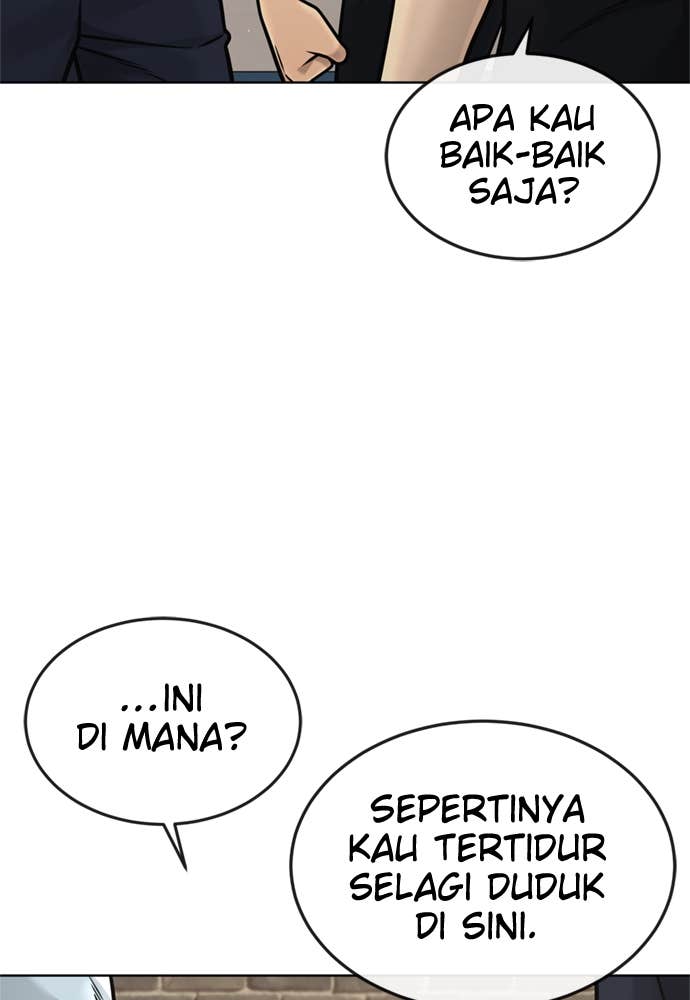 APA KAU
BAIK-BAIK
SAJA?
...INI
DI MANA?
SEPERTINYA
KAU TERTIDUR
SELAGI DUDUK
DI SINI.